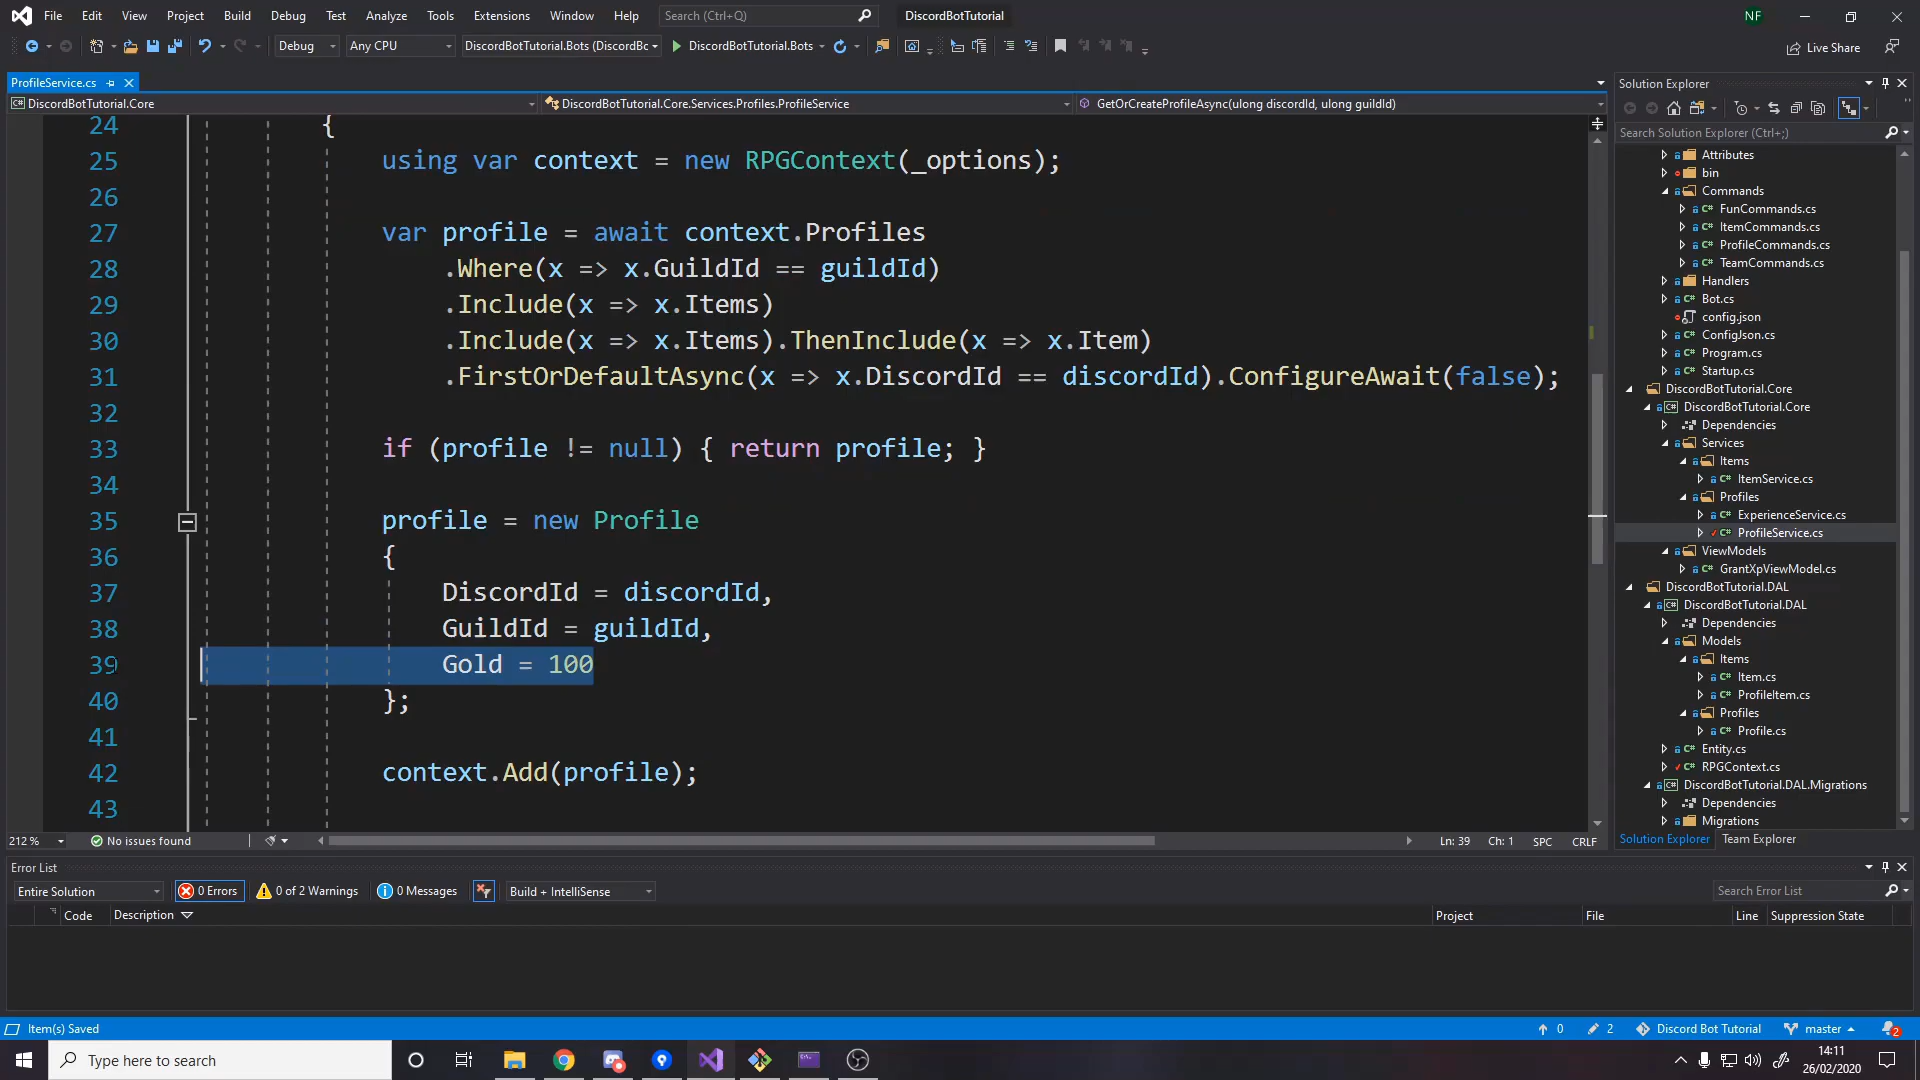 File Edit View Project Build Debug Test Analyze Tools Extensions Window Help Search (Ctrl+Q) DiscordBotTutorial NF
Debug Any CPU DiscordBotTutorial.Bots (DiscordBc DiscordBotTutorial.Bots Live Share
ProfileService.cs
DiscordBotTutorial.Core DiscordBotTutorial.Core.Services.Profiles.ProfileService GetOrCreateProfileAsync(ulong discordId, ulong guildId)
24 {
25 using var context = new RPGContext(_options);
26
27 var profile = await context.Profiles
28 .Where(x => x.GuildId == guildId)
29 .Include(x => x.Items)
30 .Include(x => x.Items).ThenInclude(x => x.Item)
31 .FirstOrDefaultAsync(x => x.DiscordId == discordId).ConfigureAwait(false);
32
33 if (profile != null) { return profile; }
34
35 profile = new Profile
36 {
37 DiscordId = discordId,
38 GuildId = guildId,
39 Gold = 100
40 };
41
42 context.Add(profile);
43
212 % No issues found Ln: 39 Ch: 1 SPC CRLF
Solution Explorer
Search Solution Explorer (Ctrl+;)
Attributes
bin
Commands
FunCommands.cs
ItemCommands.cs
ProfileCommands.cs
TeamCommands.cs
Handlers
Bot.cs
config.json
ConfigJson.cs
Program.cs
Startup.cs
DiscordBotTutorial.Core
DiscordBotTutorial.Core
Dependencies
Services
Items
ItemService.cs
Profiles
ExperienceService.cs
ProfileService.cs
ViewModels
GrantXpViewModel.cs
DiscordBotTutorial.DAL
DiscordBotTutorial.DAL
Dependencies
Models
Items
Item.cs
ProfileItem.cs
Profiles
Profile.cs
Entity.cs
RPGContext.cs
DiscordBotTutorial.DAL.Migrations
Dependencies
Migrations
Solution Explorer Team Explorer
Error List
Entire Solution 0 Errors 0 of 2 Warnings 0 Messages Build + IntelliSense Search Error List
Code Description Project File Line Suppression State
Item(s) Saved 0 2 Discord Bot Tutorial master 2
Type here to search 14:11
26/02/2020